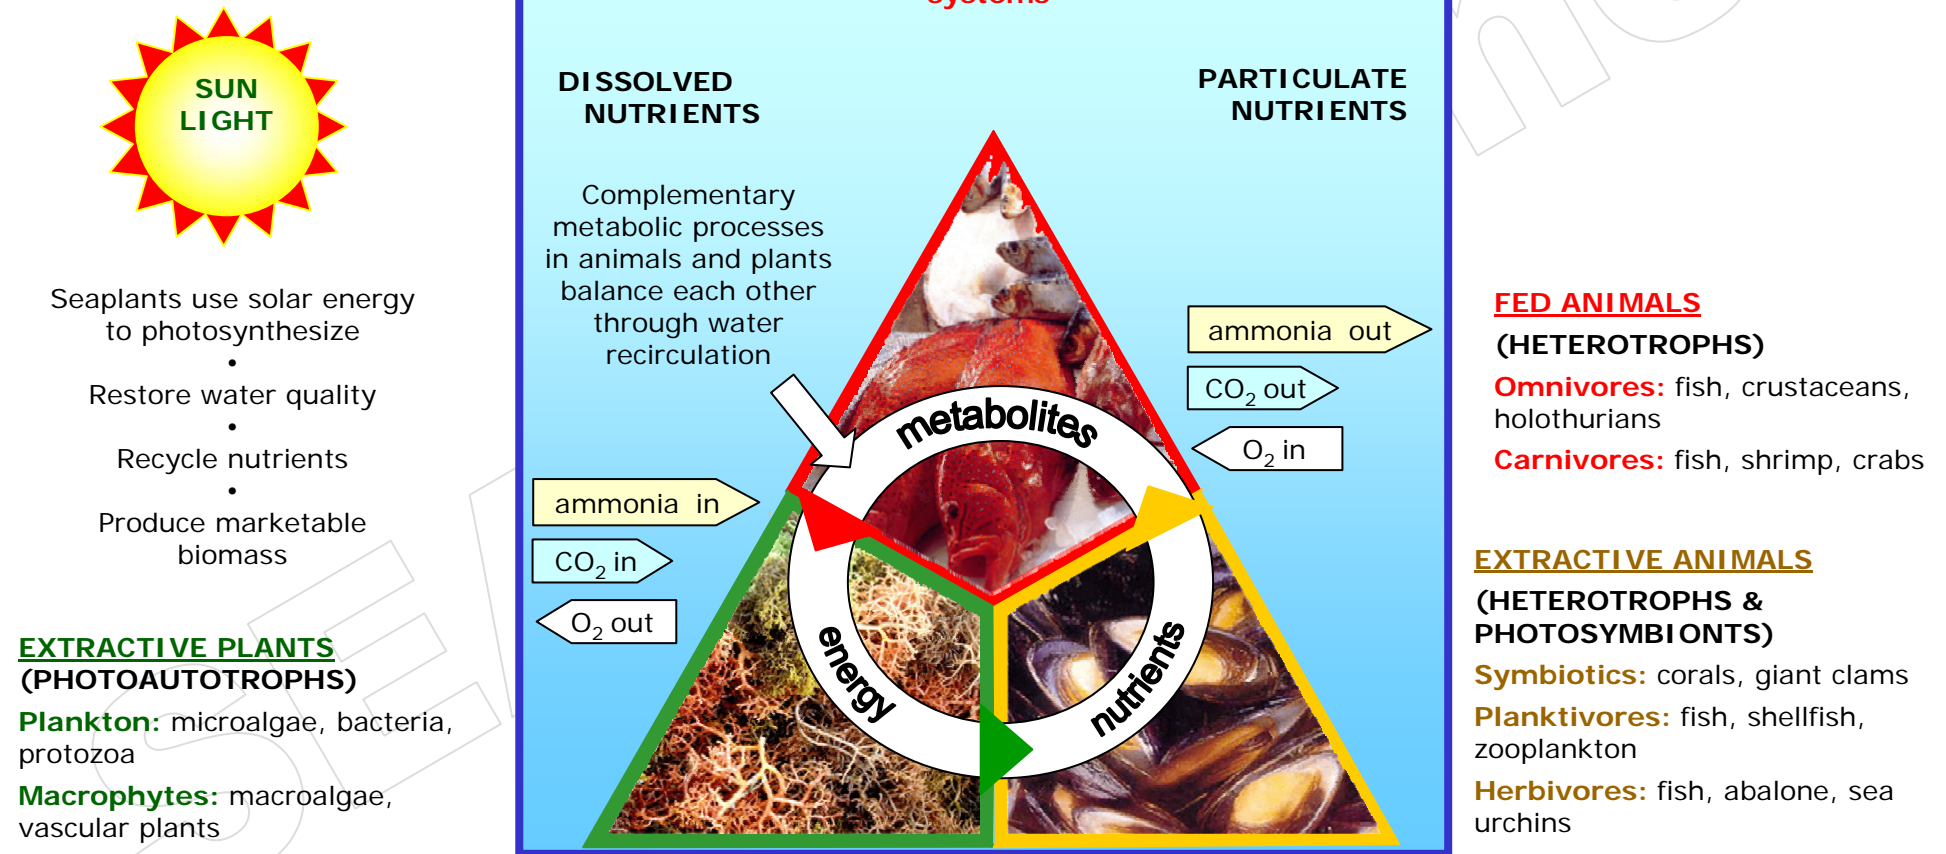 systems
SUN
LIGHT
DISSOLVED
NUTRIENTS
PARTICULATE
NUTRIENTS
Complementary
metabolic processes
in animals and plants
balance each other
through water
recirculation
Seaplants use solar energy
to photosynthesize
•
Restore water quality
•
Recycle nutrients
•
Produce marketable
biomass
EXTRACTIVE PLANTS
(PHOTOAUTOTROPHS)
Plankton: microalgae, bacteria,
protozoa
Macrophytes: macroalgae,
vascular plants
ammonia in
CO2 in
O2 out
metabolites
energy
nutrients
ammonia out
CO2 out
O2 in
FED ANIMALS
(HETEROTROPHS)
Omnivores: fish, crustaceans,
holothurians
Carnivores: fish, shrimp, crabs
EXTRACTIVE ANIMALS
(HETEROTROPHS &
PHOTOSYMBIONTS)
Symbiotics: corals, giant clams
Planktivores: fish, shellfish,
zooplankton
Herbivores: fish, abalone, sea
urchins